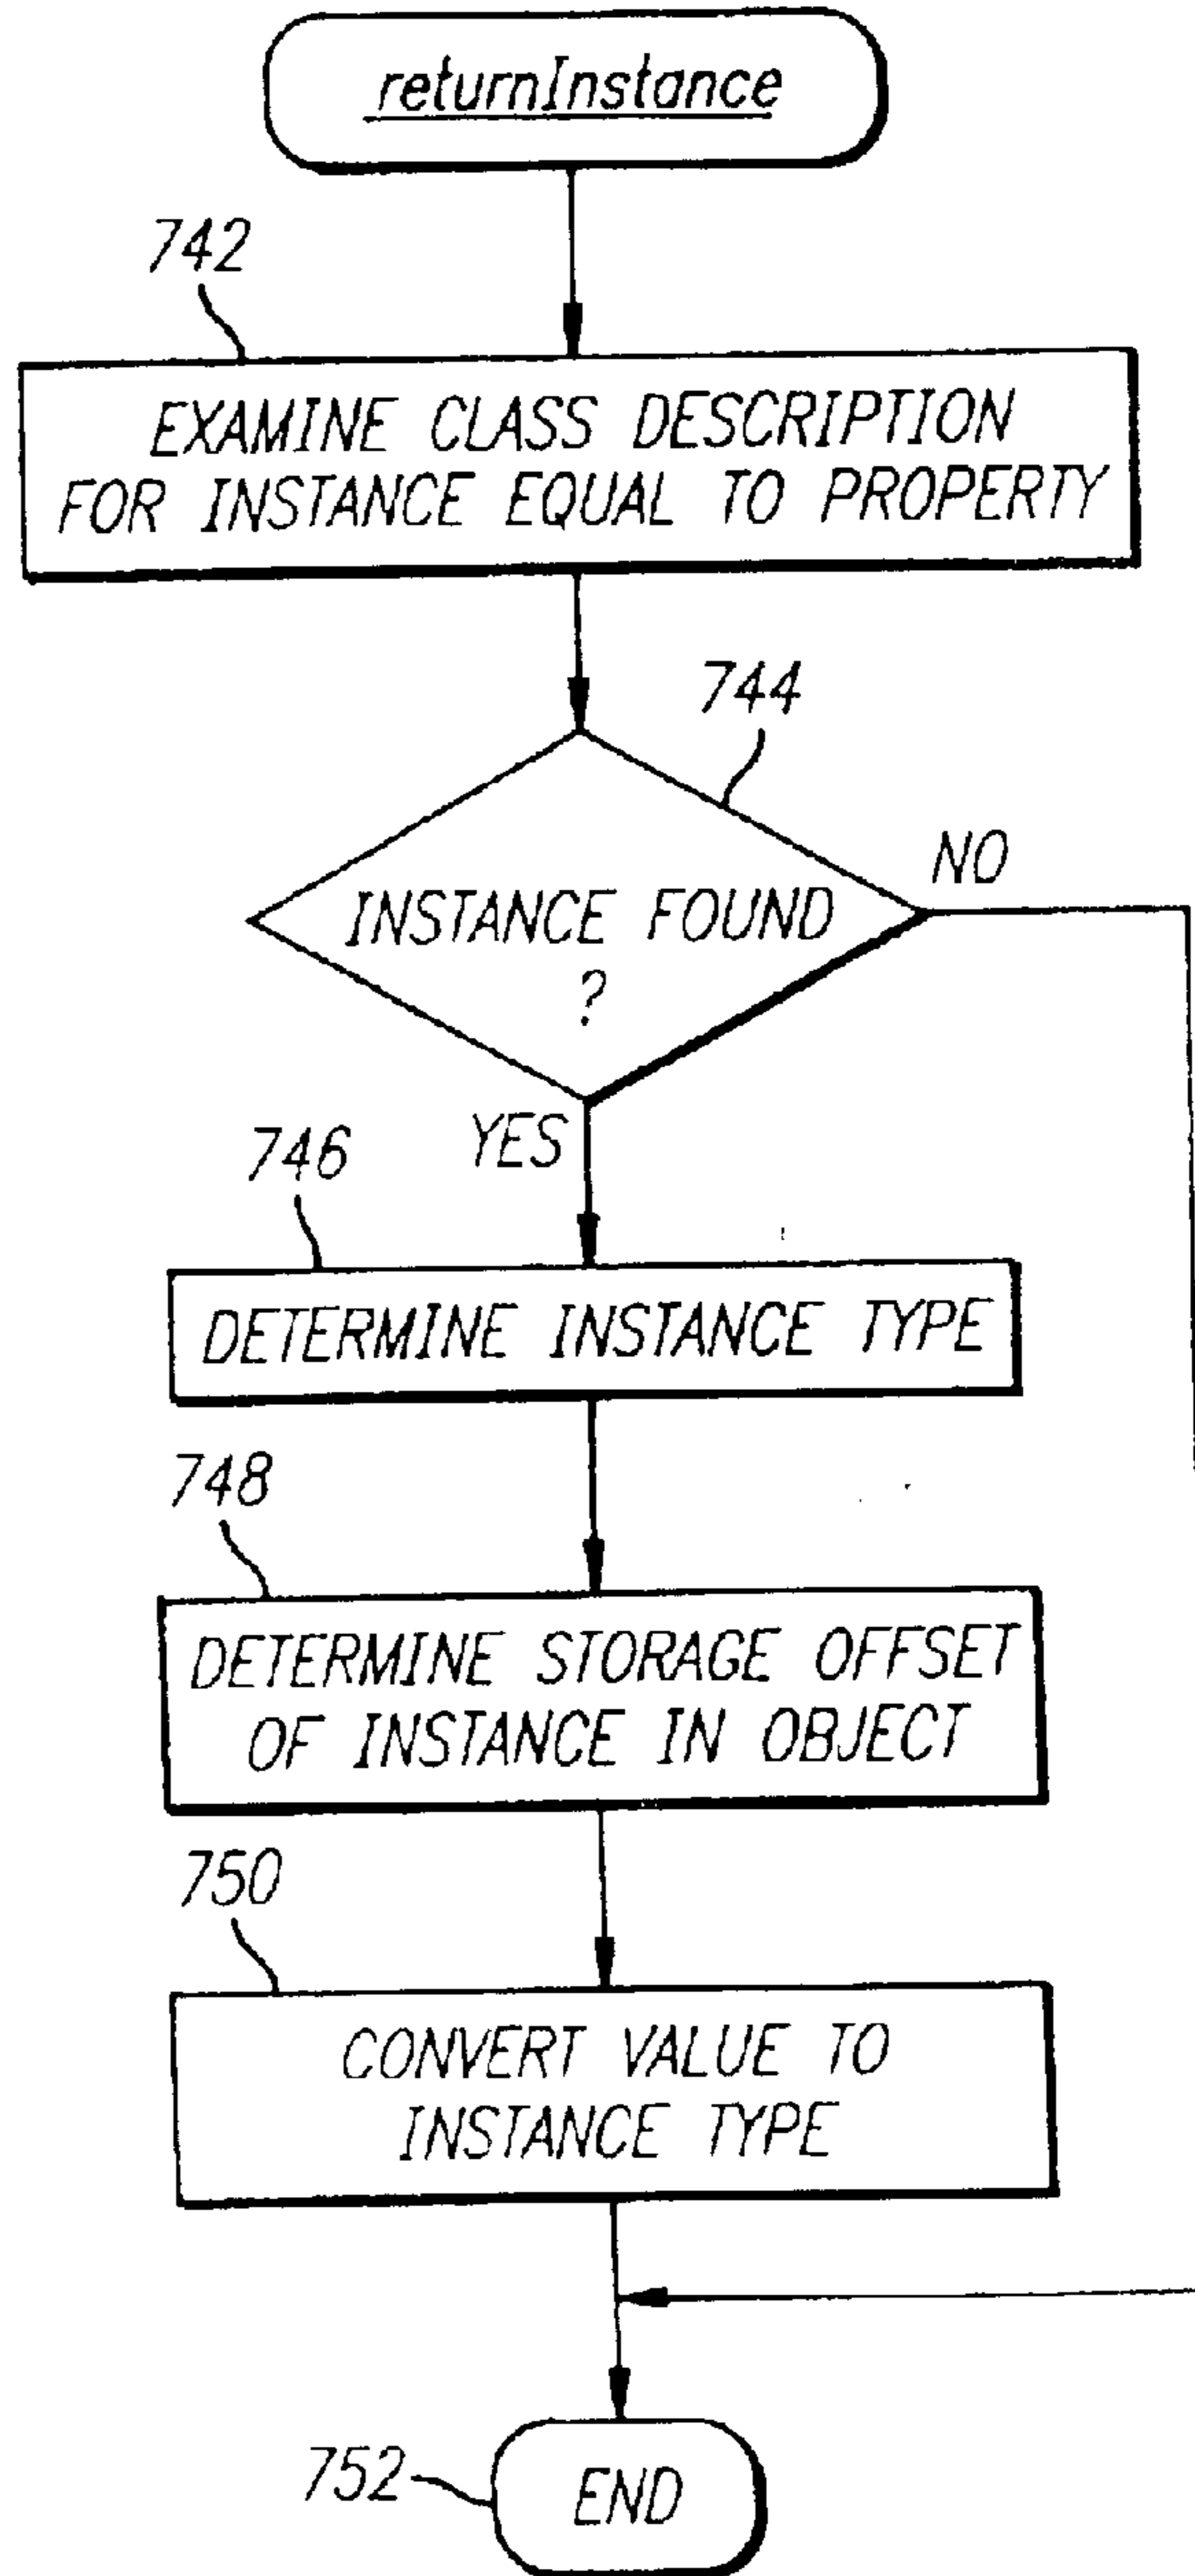 returnInstance
742
EXAMINE CLASS DESCRIPTION
FOR INSTANCE EQUAL TO PROPERTY
744
NO
INSTANCE FOUND
?
YES
746
DETERMINE INSTANCE TYPE
748
DETERMINE STORAGE OFFSET
OF INSTANCE IN OBJECT
750
CONVERT VALUE TO
INSTANCE TYPE
752
END